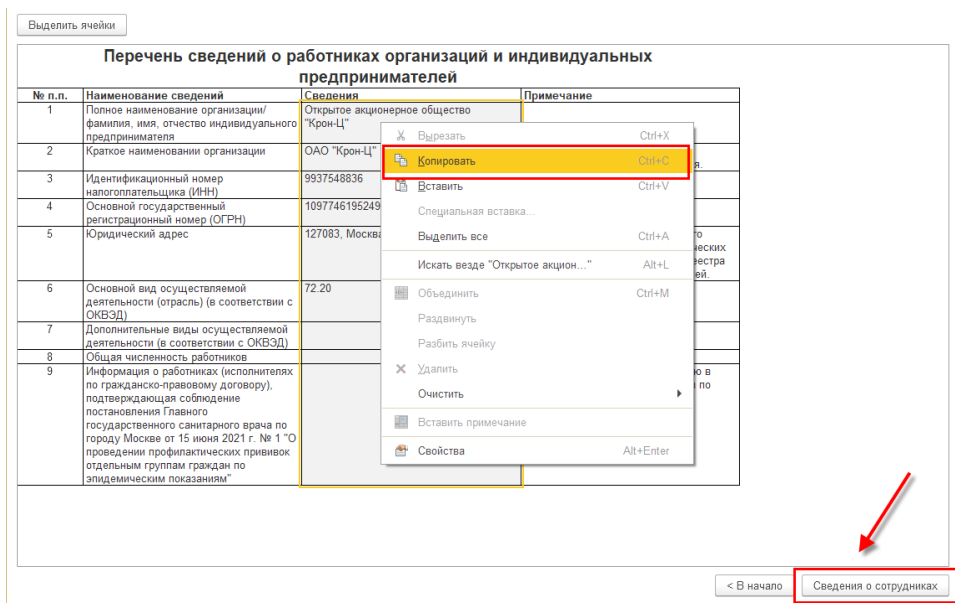 Выделить ячейки
Перечень сведений о работниках организаций и индивидуальных
предпринимателей
№ п.п. Наименование сведений Сведения Примечание
1 Полное наименование организации/ Открытое акционерное общество
фамилия, имя, отчество индивидуального "Крон-Ц"
предпринимателя
2 Краткое наименовании организации ОАО "Крон-Ц"
я.
3 Идентификационный номер 9937548836
налогоплательщика (ИНН)
4 Основной государственный 1097746195249
регистрационный номер (ОГРН)
5 Юридический адрес 127083, Москва
ческих
еестра
ей.
6 Основной вид осуществляемой 72.20
деятельности (отрасль) (в соответствии с
ОКВЭД)
7 Дополнительные виды осуществляемой
деятельности (в соответствии с ОКВЭД)
8 Общая численность работников
9 Информация о работниках (исполнителях ю в
по гражданско-правовому договору), по
подтверждающая соблюдение
постановления Главного
государственного санитарного врача по
городу Москве от 15 июня 2021 г. № 1 "О
проведении профилактических прививок
отдельным группам граждан по
эпидемическим показаниям"
Вырезать Ctrl+X
Копировать Ctrl+C
Вставить Ctrl+V
Специальная вставка...
Выделить все Ctrl+A
Искать везде "Открытое акцион..." Alt+L
Объединить Ctrl+M
Раздвинуть
Разбить ячейку
Удалить
Очистить
Вставить примечание
Свойства Alt+Enter
< В начало Сведения о сотрудниках